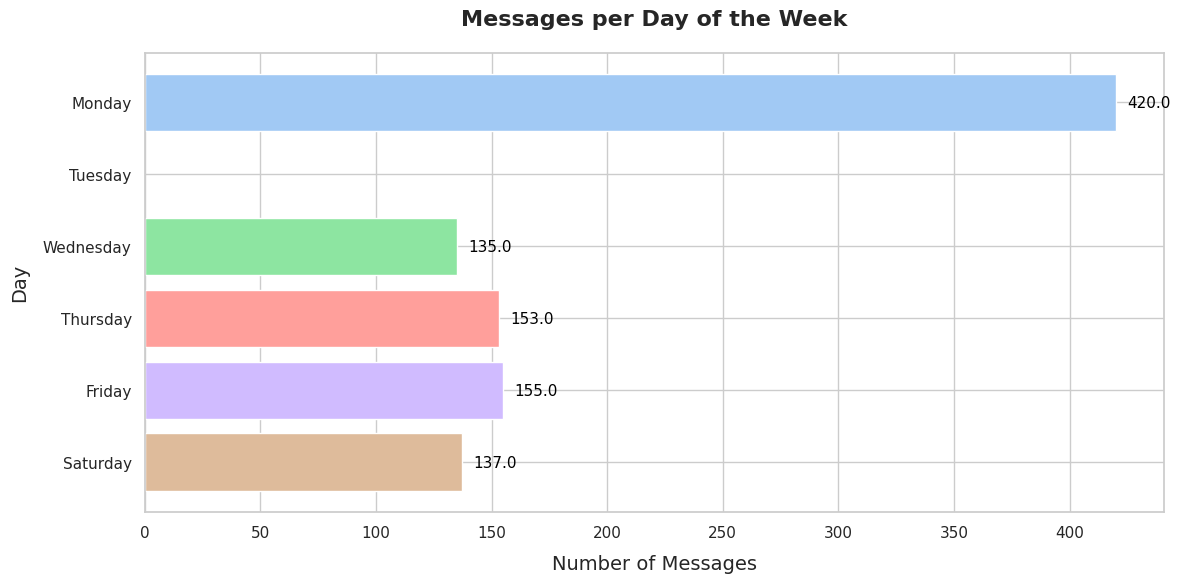 Messages per Day of the Week
Monday
420.0
Tuesday
Wednesday
135.0
Thursday
153.0
Friday
155.0
Saturday
137.0
Day
0 50 100 150 200 250 300 350 400
Number of Messages